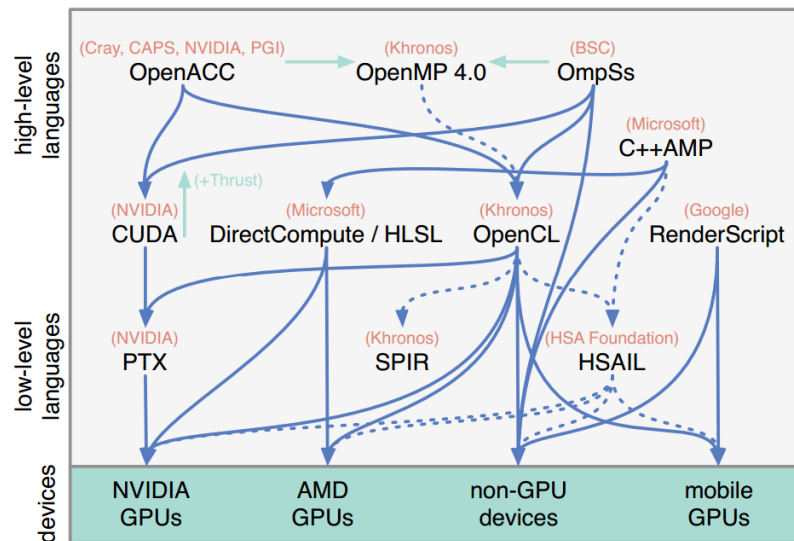 (Cray, CAPS, NVIDIA, PGI)
OpenACC
(Khronos)
OpenMP 4.0
(BSC)
OmpSs
high-level
languages
(Microsoft)
C++AMP
(+Thrust)
(NVIDIA)
CUDA
(Microsoft)
DirectCompute / HLSL
(Khronos)
OpenCL
(Google)
RenderScript
low-level
languages
(NVIDIA)
PTX
(Khronos)
SPIR
(HSA Foundation)
HSAIL
devices
NVIDIA
GPUs
AMD
GPUs
non-GPU
devices
mobile
GPUs